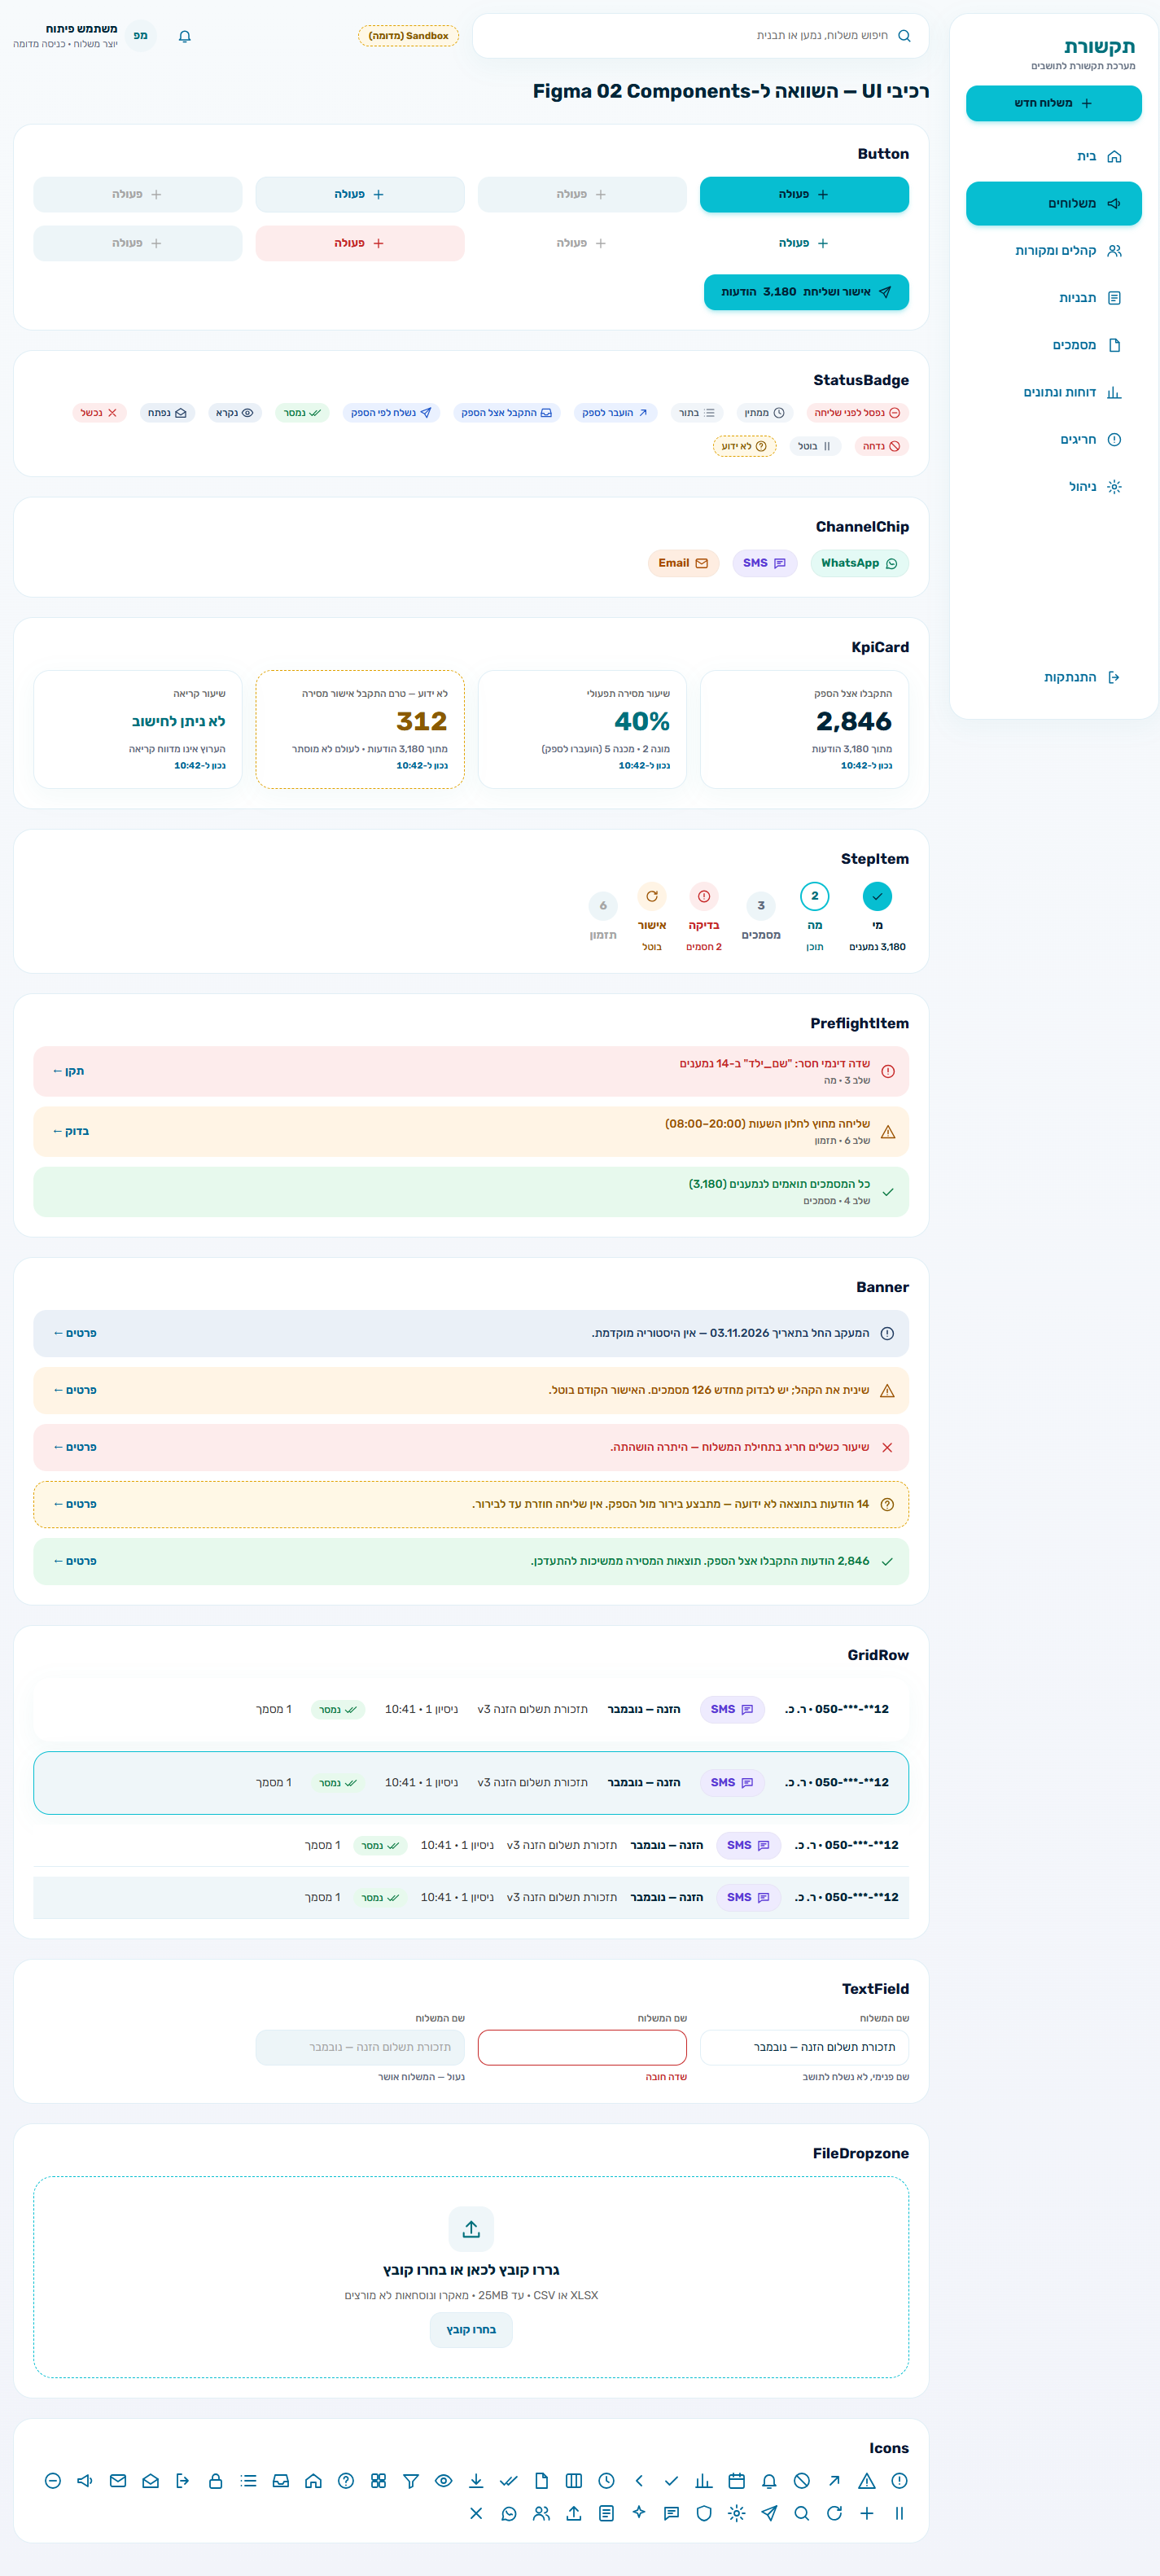 תקשורת
מערכת תקשורת לתושבים
משלוח חדש
בית
משלוחים
קהלים ומקורות
תבניות
מסמכים
דוחות ונתונים
חריגים
ניהול
התנתקות
חיפוש משלוח, נמען או תבנית
Sandbox (מדומה)
מפ
משתמש פיתוח
יוצר משלוח • כניסה מדומה
רכיבי UI – השוואה ל-Figma 02 Components
Button
פעולה
פעולה
פעולה
פעולה
פעולה
פעולה
פעולה
פעולה
אישור ושליחת 3,180 הודעות
StatusBadge
נפסל לפני שליחה
ממתין
בתור
הועבר לספק
התקבל אצל הספק
נשלח לפי הספק
נמסר
נקרא
נפתח
נכשל
נדחה
בוטל
לא ידוע
ChannelChip
WhatsApp
SMS
Email
KpiCard
התקבלו אצל הספק
2,846
מתוך 3,180 הודעות
נכון ל-10:42
שיעור מסירה תפעולי
40%
מונה 2 • מכנה 5 (הועברו לספק)
נכון ל-10:42
לא ידוע – טרם התקבל אישור מסירה
312
מתוך 3,180 הודעות • לעולם לא מוסתר
נכון ל-10:42
שיעור קריאה
לא ניתן לחישוב
הערוץ אינו מדווח קריאה
נכון ל-10:42
StepItem
מי
3,180 נמענים
2
מה
תוכן
3
מסמכים
בדיקה
2 חסמים
אישור
בוטל
6
תזמון
PreflightItem
שדה דינמי חסר: "שם_ילד" ב-14 נמענים
שלב 3 • מה
תקן ←
שליחה מחוץ לחלון השעות (08:00–20:00)
שלב 6 • תזמון
בדוק ←
כל המסמכים תואמים לנמענים (3,180)
שלב 4 • מסמכים
Banner
המעקב החל בתאריך 03.11.2026 – אין היסטוריה מוקדמת.
פרטים ←
שינית את הקהל; יש לבדוק מחדש 126 מסמכים. האישור הקודם בוטל.
פרטים ←
שיעור כשלים חריג בתחילת המשלוח – היתרה הושהתה.
פרטים ←
14 הודעות בתוצאה לא ידועה – מתבצע בירור מול הספק. אין שליחה חוזרת עד לבירור.
פרטים ←
2,846 הודעות התקבלו אצל הספק. תוצאות המסירה ממשיכות להתעדכן.
פרטים ←
GridRow
ר. כ. • 050-***-**12 SMS הזנה – נובמבר תזכורת תשלום הזנה v3 ניסיון 1 • 10:41 נמסר 1 מסמך
ר. כ. • 050-***-**12 SMS הזנה – נובמבר תזכורת תשלום הזנה v3 ניסיון 1 • 10:41 נמסר 1 מסמך
ר. כ. • 050-***-**12 SMS הזנה – נובמבר תזכורת תשלום הזנה v3 ניסיון 1 • 10:41 נמסר 1 מסמך
ר. כ. • 050-***-**12 SMS הזנה – נובמבר תזכורת תשלום הזנה v3 ניסיון 1 • 10:41 נמסר 1 מסמך
TextField
שם המשלוח
תזכורת תשלום הזנה – נובמבר
שם פנימי, לא נשלח לתושב
שם המשלוח
שדה חובה
שם המשלוח
תזכורת תשלום הזנה – נובמבר
נעול – המשלוח אושר
FileDropzone
גררו קובץ לכאן או בחרו קובץ
XLSX או CSV • עד 25MB • מאקרו ונוסחאות לא מורצים
בחרו קובץ
Icons